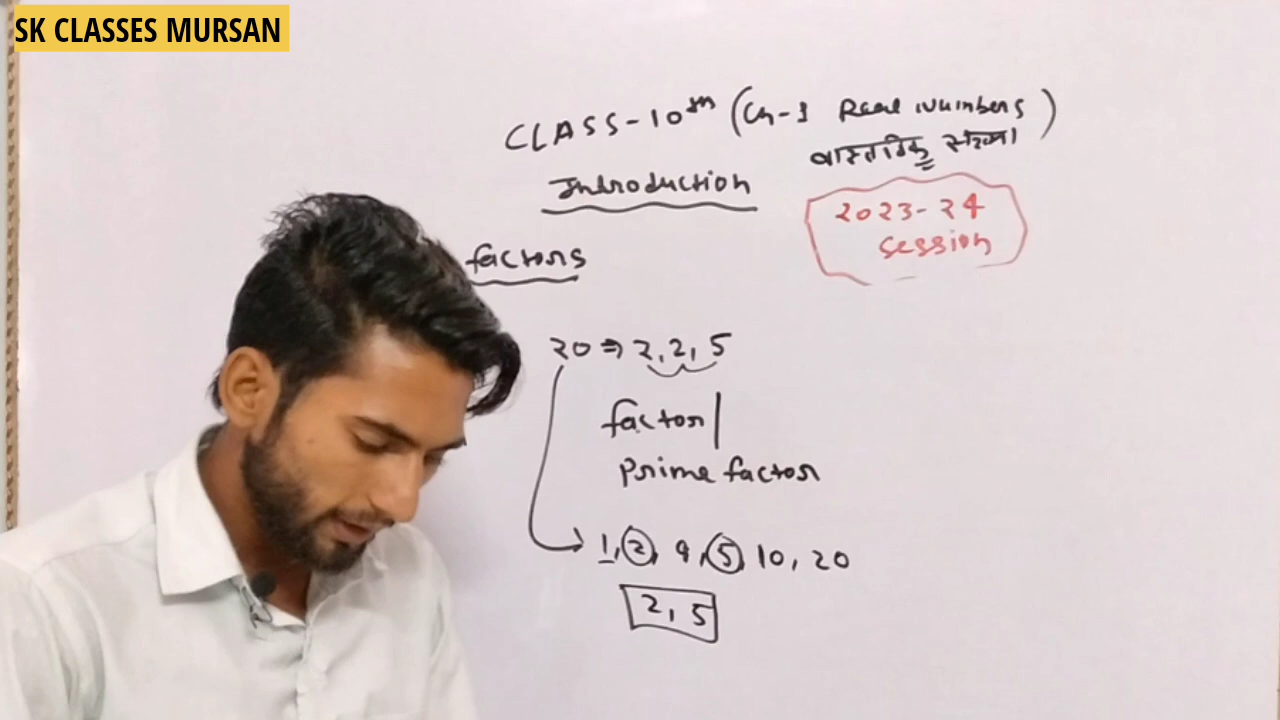 SK CLASSES MURSAN
CLASS-10th (Ch-1 Real Numbers)
वास्तविक संख्या
Introduction
2023-24
session
factors
20 ⇒ 2, 2, 5
factor/
Prime factor
1, 2, 4, 5, 10, 20
2, 5